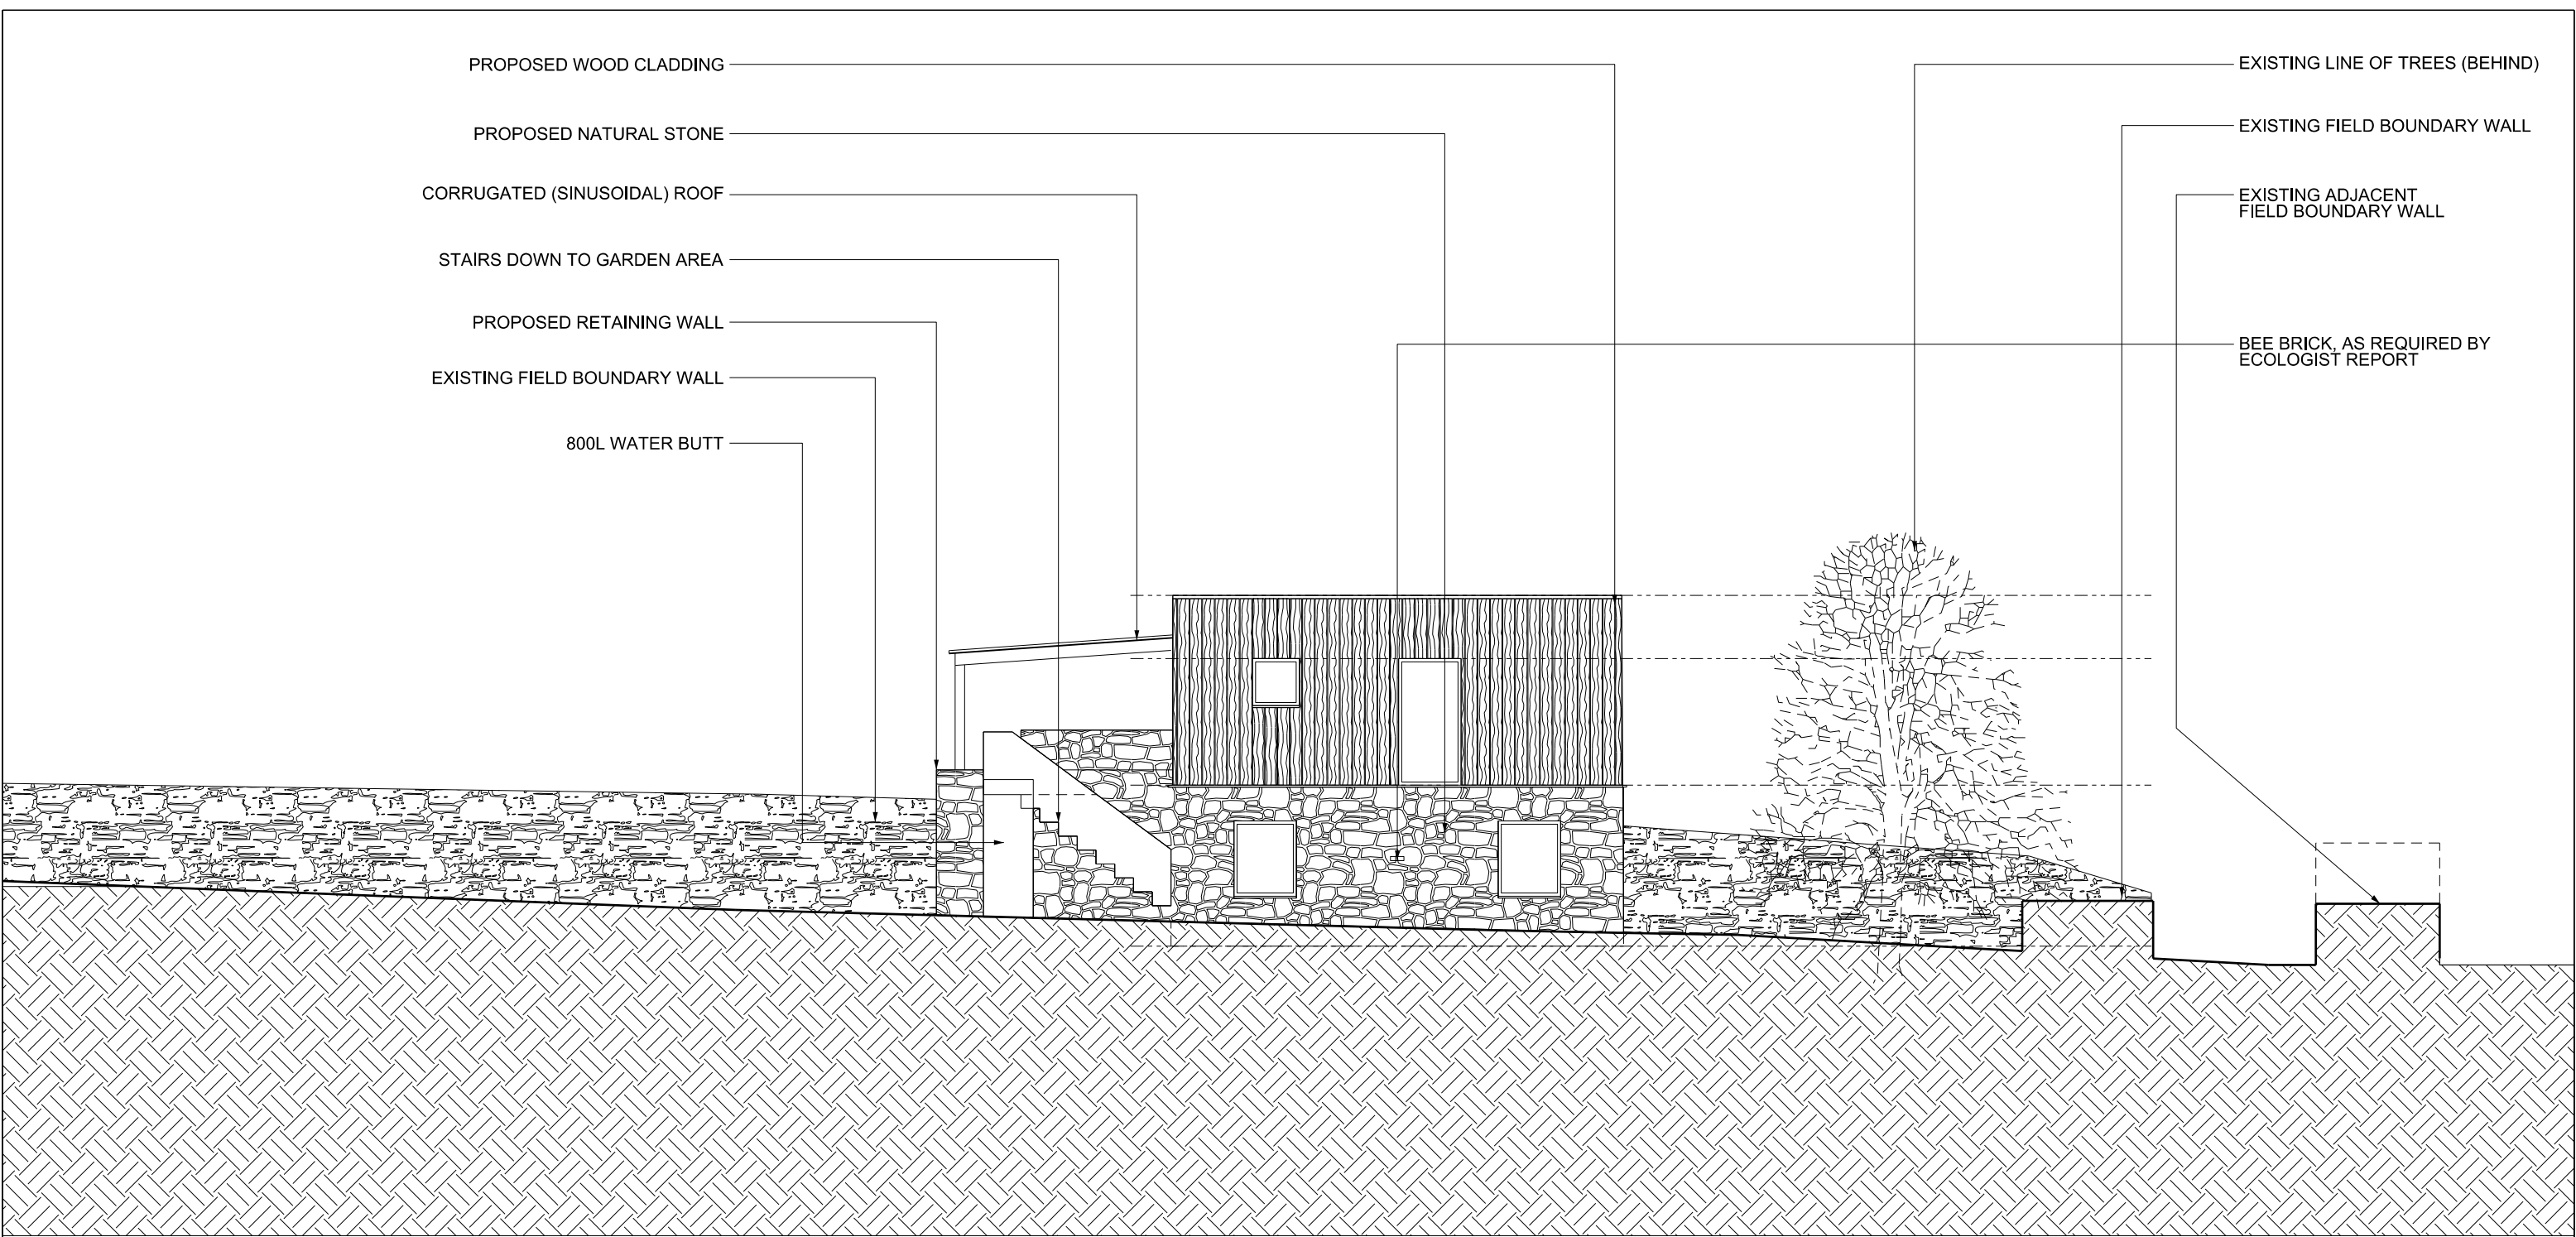 PROPOSED WOOD CLADDING
PROPOSED NATURAL STONE
CORRUGATED (SINUSOIDAL) ROOF
STAIRS DOWN TO GARDEN AREA
PROPOSED RETAINING WALL
EXISTING FIELD BOUNDARY WALL
800L WATER BUTT
EXISTING LINE OF TREES (BEHIND)
EXISTING FIELD BOUNDARY WALL
EXISTING ADJACENT
FIELD BOUNDARY WALL
BEE BRICK, AS REQUIRED BY
ECOLOGIST REPORT